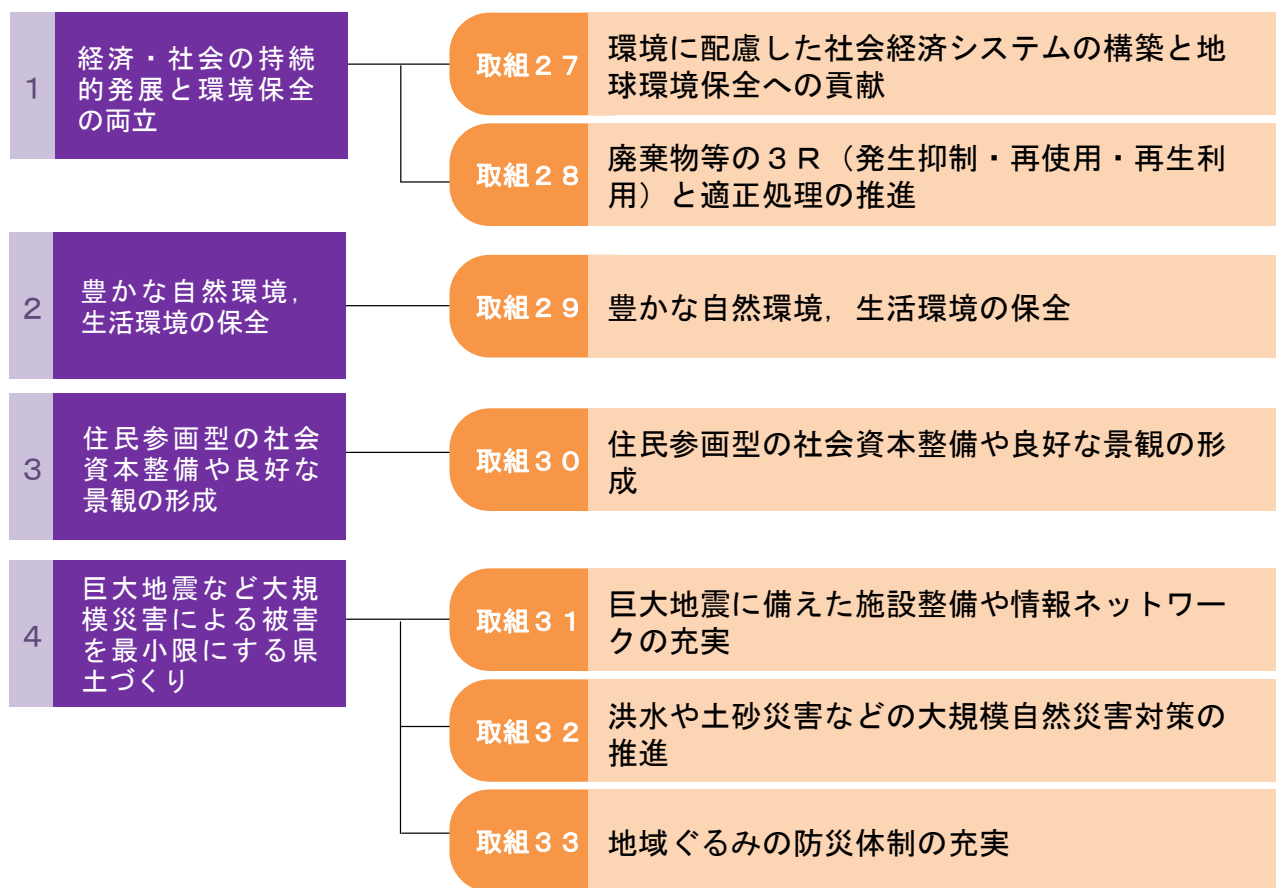 1
経済・社会の持続
的発展と環境保全
の両立
取組２７
環境に配慮した社会経済システムの構築と地
球環境保全への貢献
取組２８
廃棄物等の３Ｒ（発生抑制・再使用・再生利
用）と適正処理の推進
2
豊かな自然環境，
生活環境の保全
取組２９
豊かな自然環境，生活環境の保全
3
住民参画型の社会
資本整備や良好な
景観の形成
取組３０
住民参画型の社会資本整備や良好な景観の形
成
4
巨大地震など大規
模災害による被害
を最小限にする県
土づくり
取組３１
巨大地震に備えた施設整備や情報ネットワー
クの充実
取組３２
洪水や土砂災害などの大規模自然災害対策の
推進
取組３３
地域ぐるみの防災体制の充実